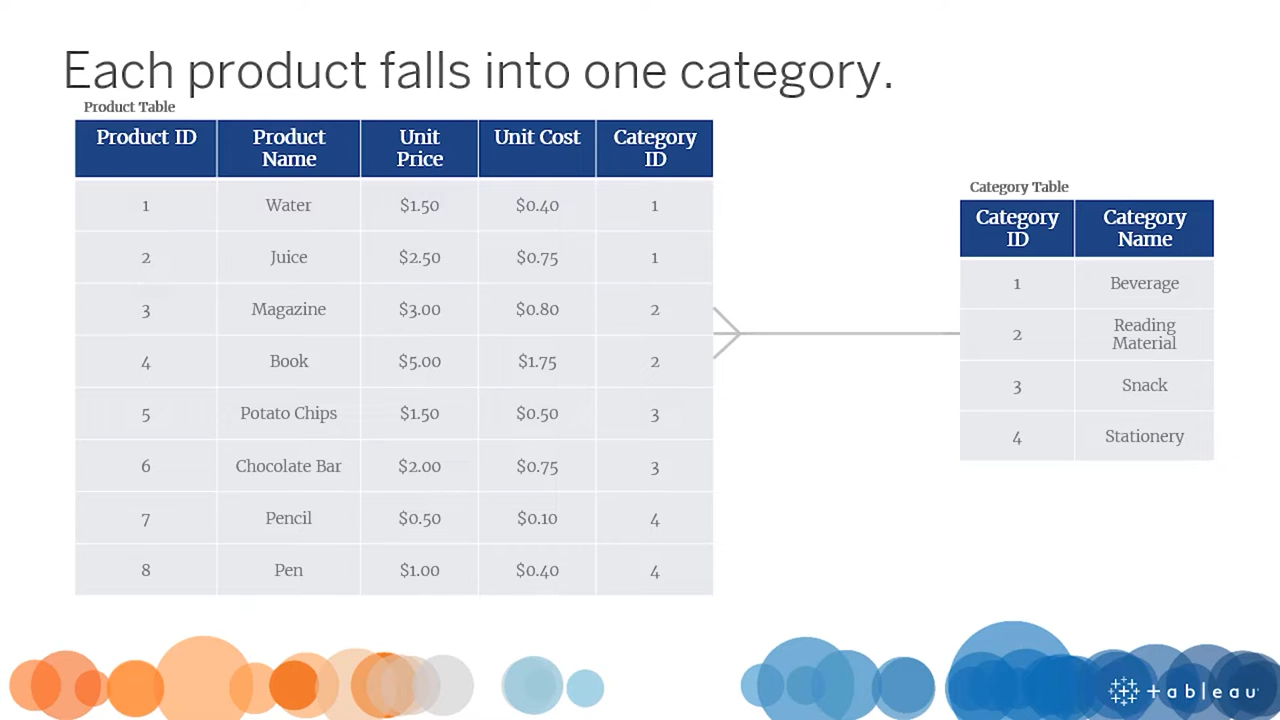 Each product falls into one category.
Product Table
Product ID Product Name Unit Price Unit Cost Category ID
1 Water $1.50 $0.40 1
2 Juice $2.50 $0.75 1
3 Magazine $3.00 $0.80 2
4 Book $5.00 $1.75 2
5 Potato Chips $1.50 $0.50 3
6 Chocolate Bar $2.00 $0.75 3
7 Pencil $0.50 $0.10 4
8 Pen $1.00 $0.40 4
Category Table
Category ID Category Name
1 Beverage
2 Reading Material
3 Snack
4 Stationery
tableau